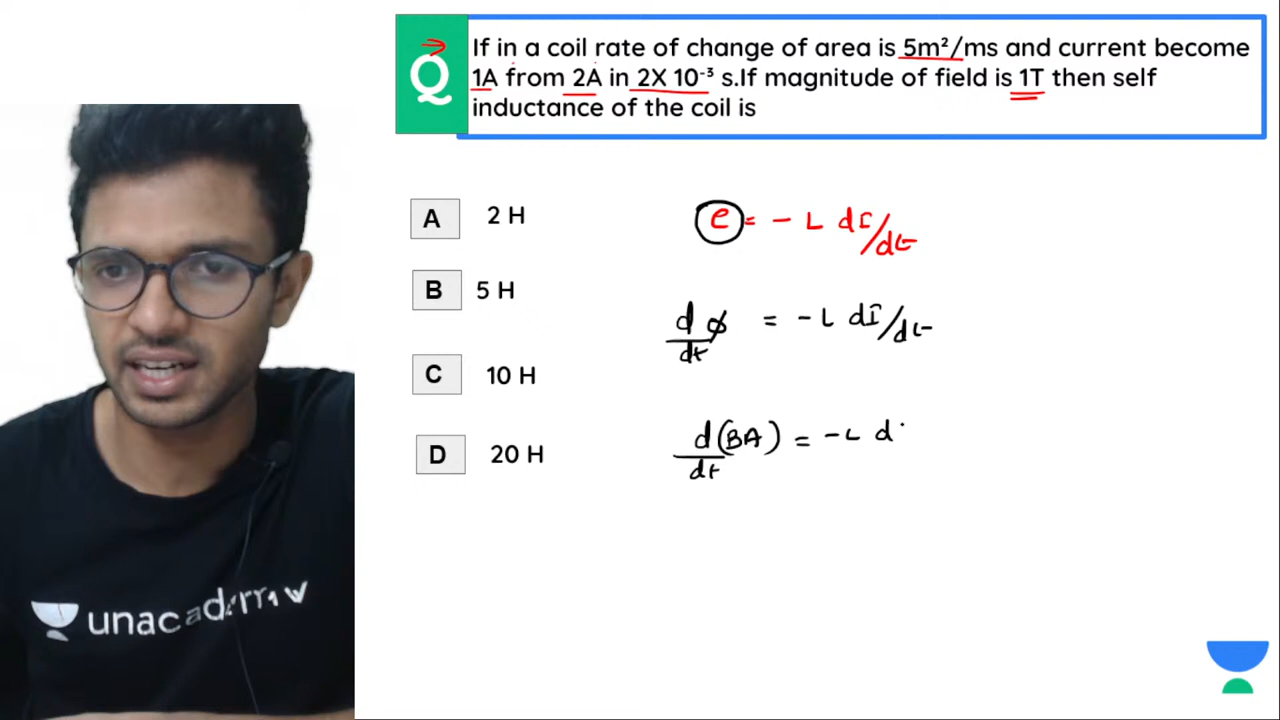 Q
If in a coil rate of change of area is 5m²/ms and current become
1A from 2A in 2X 10⁻³ s.If magnitude of field is 1T then self
inductance of the coil is
A 2 H
B 5 H
C 10 H
D 20 H
e = - L dI/dt
d/dt ϕ = -L dI/dt
d/dt (BA) = -L d
unacademy